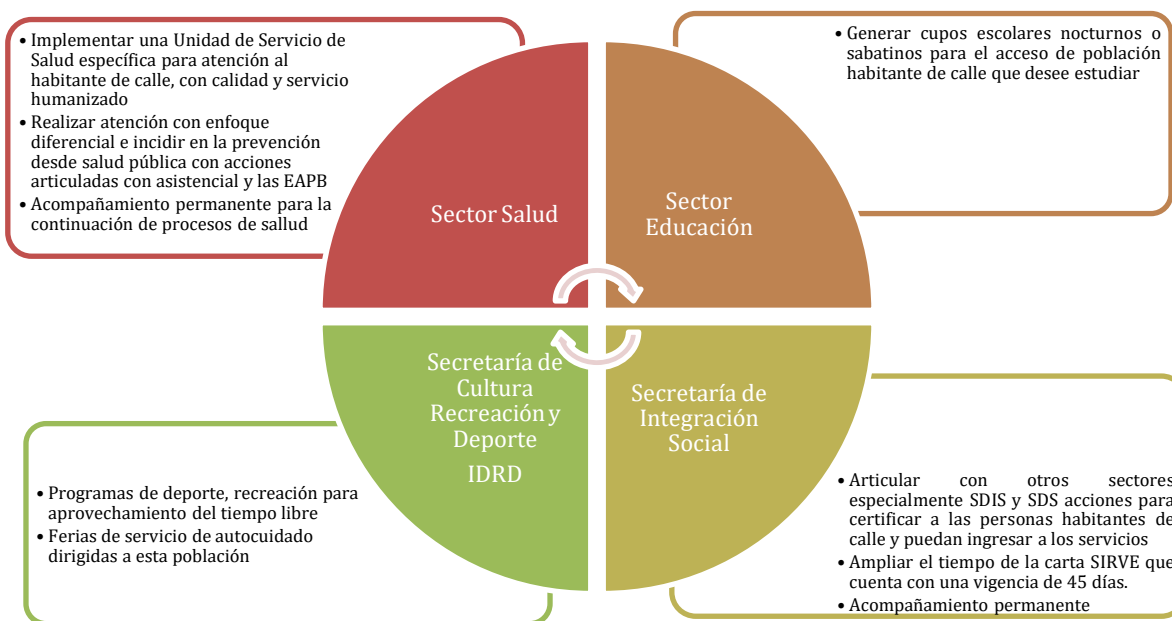 • Implementar una Unidad de Servicio de
Salud específica para atención al
habitante de calle, con calidad y servicio
humanizado
• Realizar atención con enfoque
diferencial e incidir en la prevención
desde salud pública con acciones
articuladas con asistencial y las EAPB
• Acompañamiento permanente para la
continuación de procesos de sallud
• Generar cupos escolares nocturnos o
sabatinos para el acceso de población
habitante de calle que desee estudiar
Sector Salud
Sector
Educación
Secretaría de
Cultura
Recreación y
Deporte
IDRD
Secretaría de
Integración
Social
• Programas de deporte, recreación para
aprovechamiento del tiempo libre
• Ferias de servicio de autocuidado
dirigidas a esta población
• Articular con otros sectores
especialmente SDIS y SDS acciones para
certificar a las personas habitantes de
calle y puedan ingresar a los servicios
• Ampliar el tiempo de la carta SIRVE que
cuenta con una vigencia de 45 días.
• Acompañamiento permanente